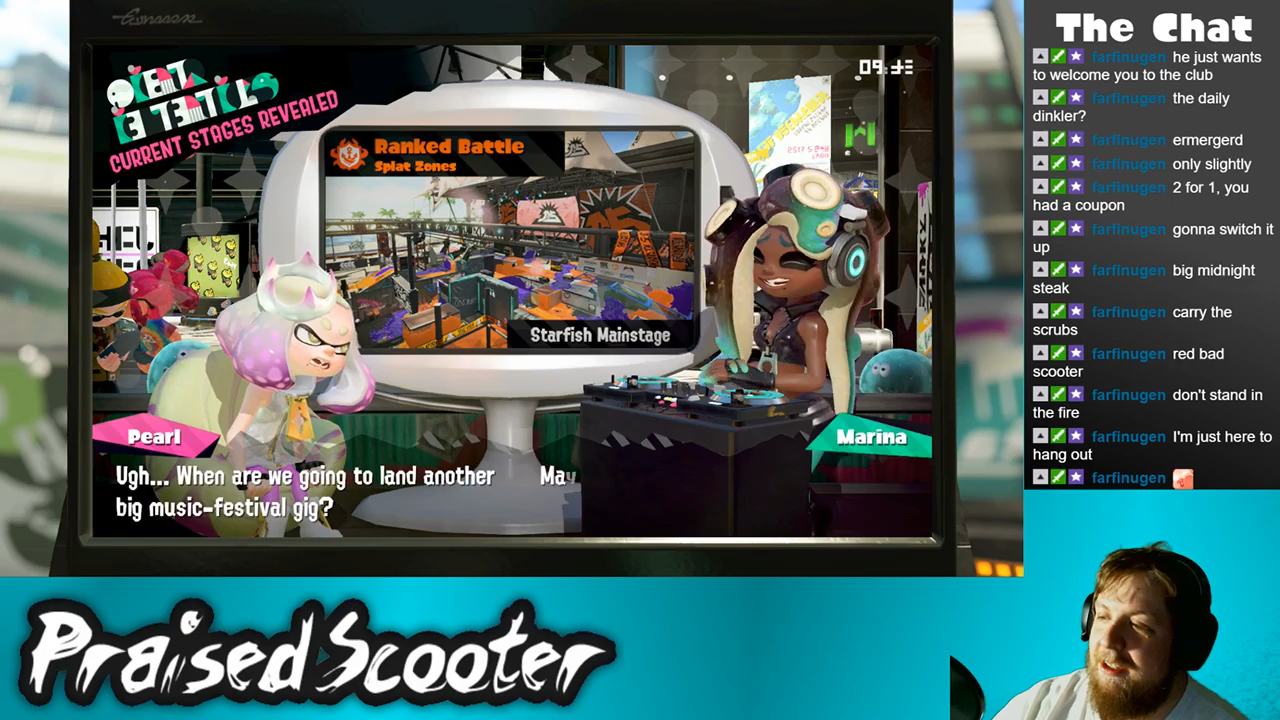 CURRENT STAGES REVEALED
Ranked Battle
Splat Zones
Starfish Mainstage
Pearl
Marina
Ugh... When are we going to land another
big music-festival gig?
May
The Chat
farfinugen he just wants
to welcome you to the club
farfinugen the daily
dinkler?
farfinugen ermergerd
farfinugen only slightly
farfinugen 2 for 1, you
had a coupon
farfinugen gonna switch it
up
farfinugen big midnight
steak
farfinugen carry the
scrubs
farfinugen red bad
scooter
farfinugen don't stand in
the fire
farfinugen I'm just here to
hang out
farfinugen
PraisedScooter